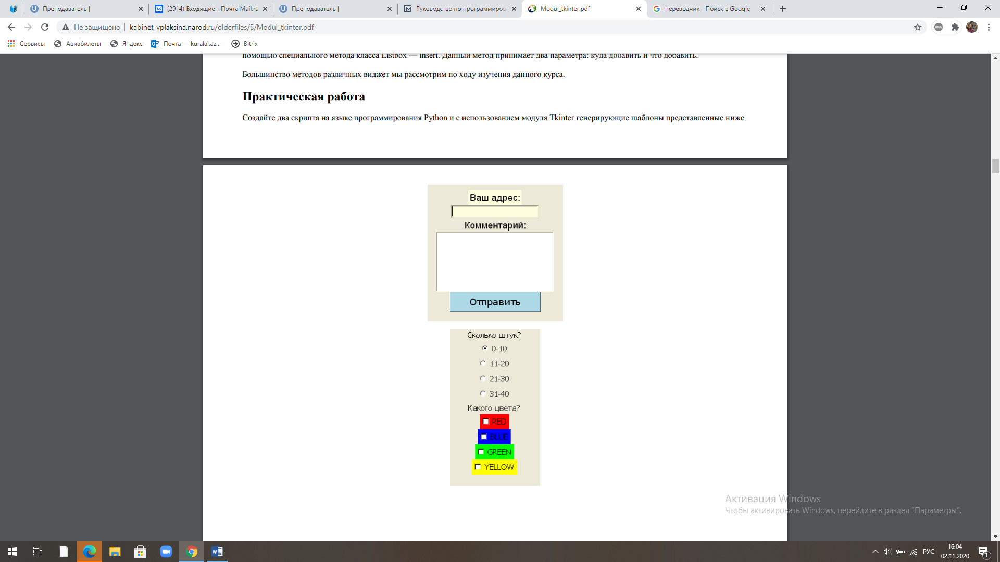 Преподаватель |
(2914) Входящие - Почта Mail.ru
Преподаватель |
Руководство по программиров
Modul_tkinter.pdf
переводчик - Поиск в Google
Не защищено
kabinet-vplaksina.narod.ru/olderfiles/5/Modul_tkinter.pdf
Сервисы
Авиабилеты
Яндекс
Почта — kuralai.az...
Bitrix
помощью специального метода класса Listbox — insert. Данный метод принимает два параметра: куда добавить и что добавить.
Большинство методов различных виджет мы рассмотрим по ходу изучения данного курса.
Практическая работа
Создайте два скрипта на языке программирования Python и с использованием модуля Tkinter генерирующие шаблоны представленные ниже.
Ваш адрес:
Комментарий:
Отправить
Сколько штук?
0-10
11-20
21-30
31-40
Какого цвета?
RED
BLUE
GREEN
YELLOW
Активация Windows
Чтобы активировать Windows, перейдите в раздел "Параметры".
РУС
16:04
02.11.2020
1